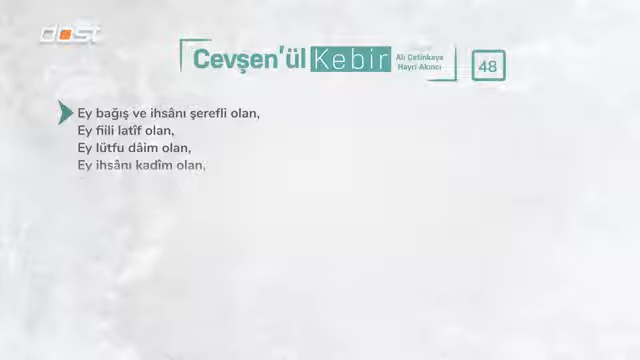 dost
Cevşen'ül Kebir
Ali Çetinkaya
Hayri Akıncı
48
Ey bağış ve ihsânı şerefli olan,
Ey fiili latîf olan,
Ey lütfu dâim olan,
Ey ihsânı kadîm olan,